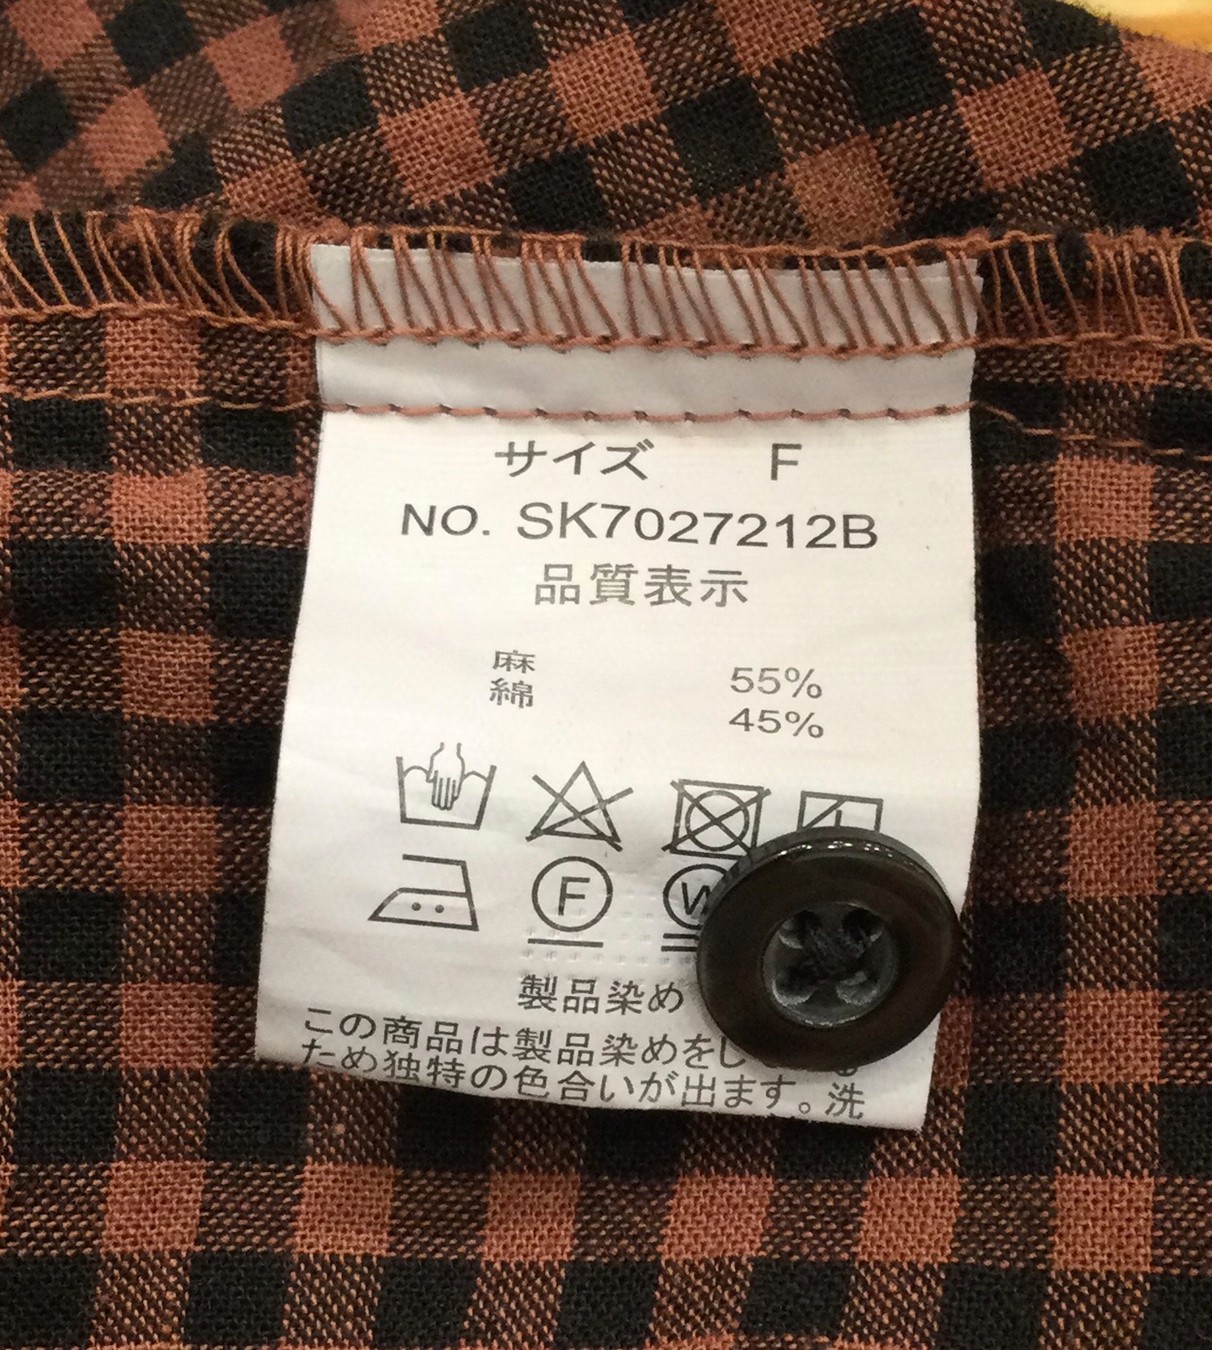 サイズ F
NO. SK7027212B
品質表示
麻 55%
綿 45%
F W
製品染め
この商品は製品染めをし
ため独特の色合いが出ます。洗